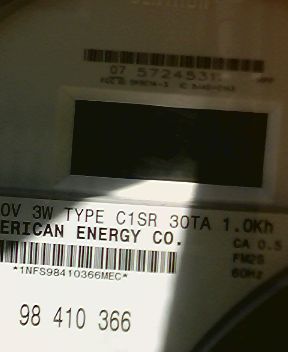 07 5724531
0V 3W TYPE C1SR 30TA 1.0Kh
ERICAN ENERGY CO.
CA 0.5
FM2S
60Hz
*1NFS98410366MEC*
98 410 366